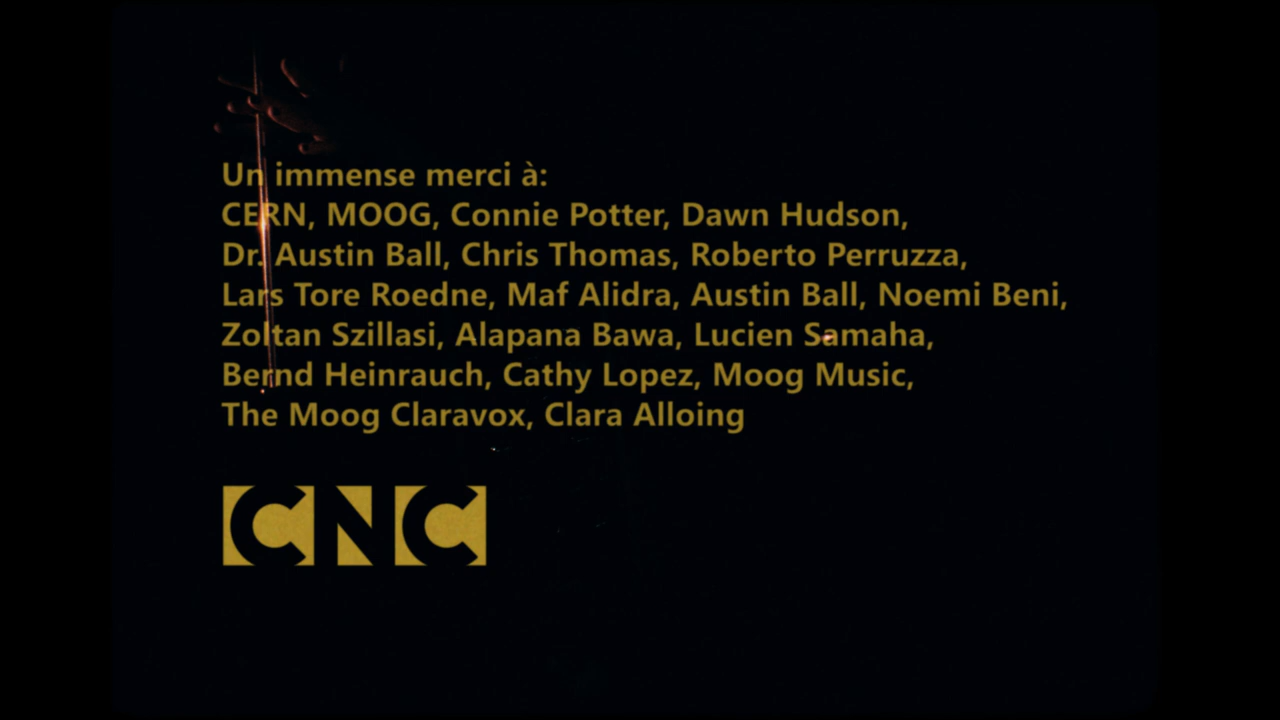 Un immense merci à:
CERN, MOOG, Connie Potter, Dawn Hudson,
Dr. Austin Ball, Chris Thomas, Roberto Perruzza,
Lars Tore Roedne, Maf Alidra, Austin Ball, Noemi Beni,
Zoltan Szillasi, Alapana Bawa, Lucien Samaha,
Bernd Heinrauch, Cathy Lopez, Moog Music,
The Moog Claravox, Clara Alloing
CNC